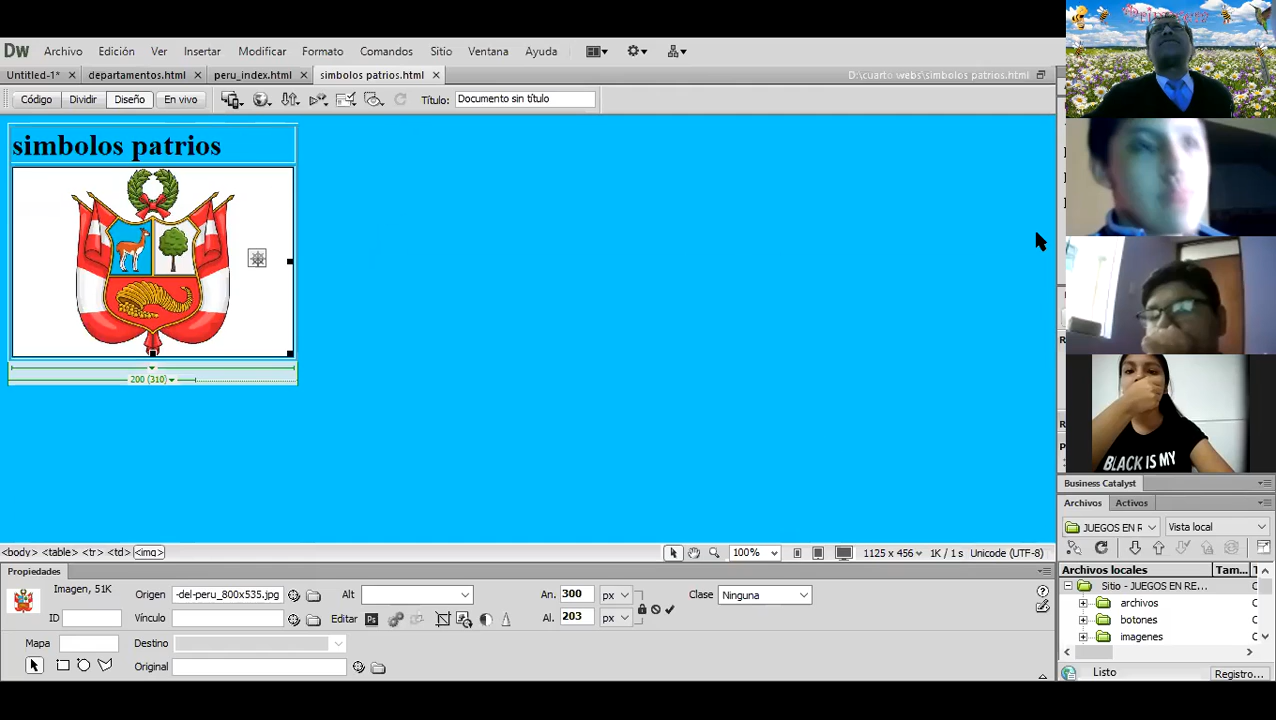 Primavera
Dw Archivo Edición Ver Insertar Modificar Formato Comandos Sitio Ventana Ayuda
Untitled-1* departamentos.html peru_index.html simbolos patrios.html D:\cuarto webs\simbolos patrios.html
Código Dividir Diseño En vivo Título: Documento sin título
simbolos patrios
200 (310)
BLACK IS MY
Business Catalyst
Archivos Activos
JUEGOS EN R Vista local
<body> <table> <tr> <td> <img> 100% 1125 x 456 1K / 1 s Unicode (UTF-8)
Propiedades
Archivos locales Tam...
Sitio - JUEGOS EN RE...
archivos
botones
imagenes
Imagen, 51K Origen -del-peru_800x535.jpg Alt An. 300 px Clase Ninguna
ID Vínculo Editar Ps Al. 203 px
Mapa Destino
Original
Listo Registro...